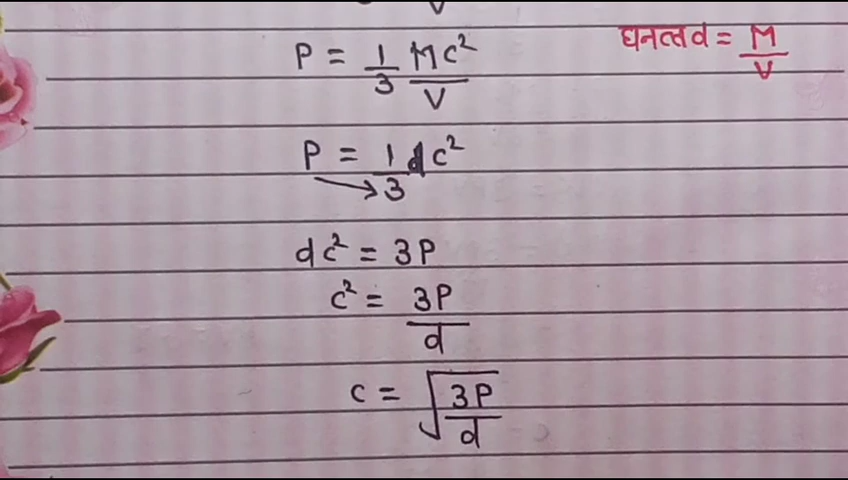 V
P = 1/3 Mc²/V
घनत्व d = M/V
P = 1/3 dc²
dc² = 3P
c² = 3P/d
c = √3P/d